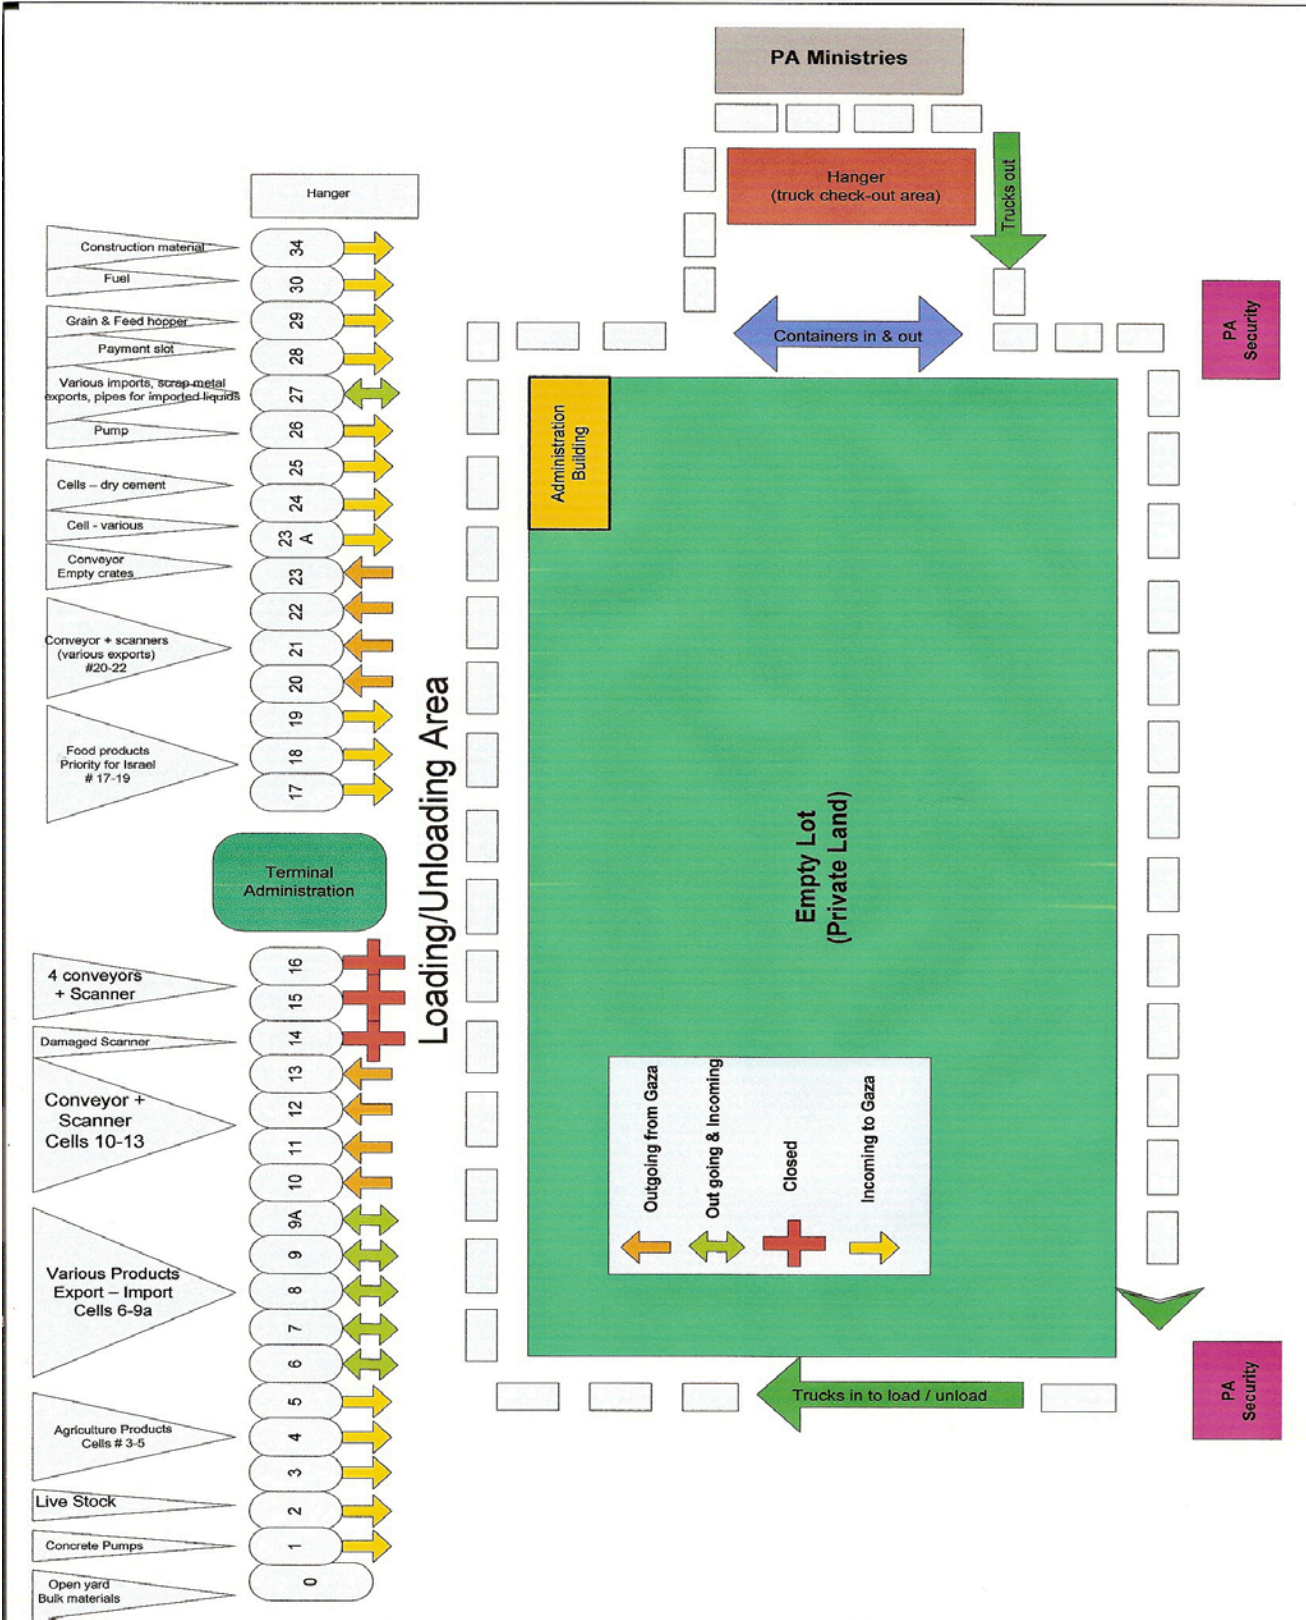 PA Ministries
Hanger
(truck check-out area)
Trucks out
Containers in & out
PA
Security
Hanger
Construction material
34
Fuel
30
Grain & Feed hopper
29
Payment slot
28
Various imports, scrap metal
exports, pipes for imported liquids
27
Pump
26
25
Cells – dry cement
24
Cell - various
23
A
Conveyor
Empty crates
23
22
Conveyor + scanners
(various exports)
#20-22
21
20
19
Food products
Priority for Israel
# 17-19
18
17
Terminal
Administration
Loading/Unloading Area
Administration
Building
Empty Lot
(Private Land)
4 conveyors
+ Scanner
16
15
Damaged Scanner
14
13
Conveyor +
Scanner
Cells 10-13
12
11
10
9A
Various Products
Export – Import
Cells 6-9a
9
8
7
6
5
Agriculture Products
Cells # 3-5
4
3
Live Stock
2
Concrete Pumps
1
Open yard
Bulk materials
0
Outgoing from Gaza
Out going & Incoming
Closed
Incoming to Gaza
Trucks in to load / unload
PA
Security